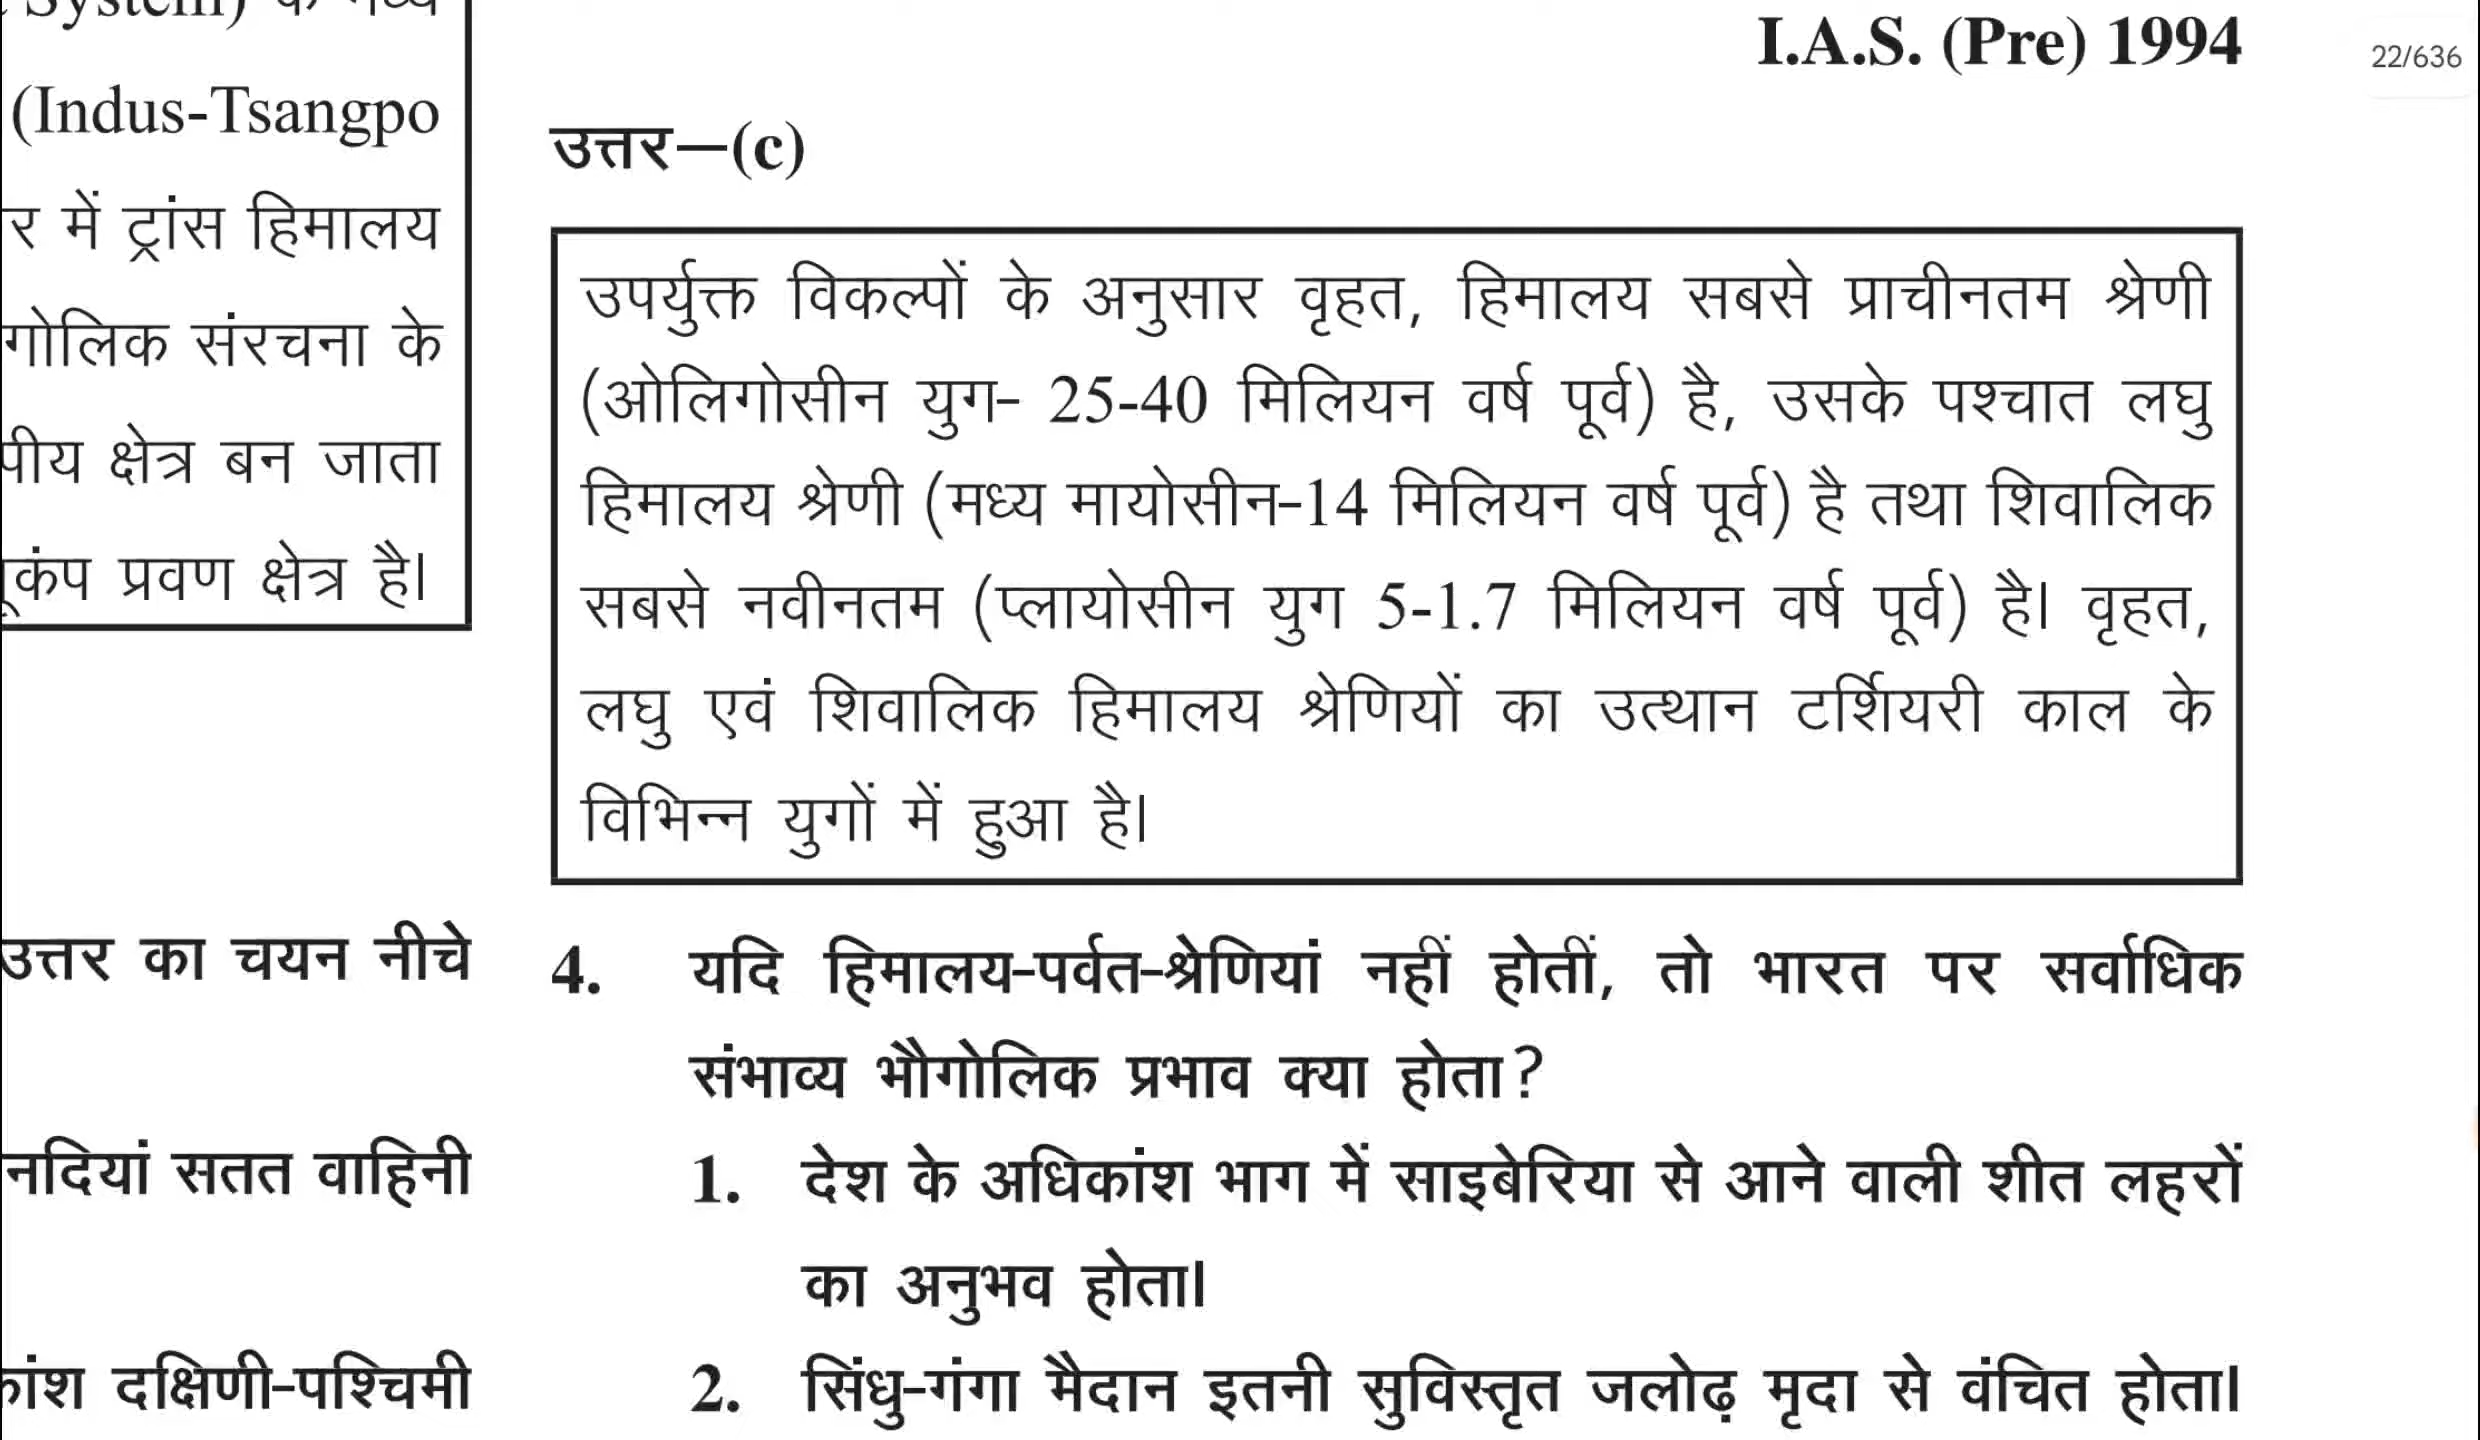 (Indus-Tsangpo
र में ट्रांस हिमालय
गोलिक संरचना के
पीय क्षेत्र बन जाता
प्रवण क्षेत्र है।
उत्तर का चयन नीचे
नदियां सतत वाहिनी
दक्षिणी-पश्चिमी
I.A.S. (Pre) 1994
22/636
उत्तर—(c)
उपर्युक्त विकल्पों के अनुसार वृहत, हिमालय सबसे प्राचीनतम श्रेणी
(ओलिगोसीन युग- 25-40 मिलियन वर्ष पूर्व) है, उसके पश्चात लघु
हिमालय श्रेणी (मध्य मायोसीन-14 मिलियन वर्ष पूर्व) है तथा शिवालिक
सबसे नवीनतम (प्लायोसीन युग 5-1.7 मिलियन वर्ष पूर्व) है। वृहत,
लघु एवं शिवालिक हिमालय श्रेणियों का उत्थान टर्शियरी काल के
विभिन्न युगों में हुआ है।
4. यदि हिमालय-पर्वत-श्रेणियां नहीं होतीं, तो भारत पर सर्वाधिक
संभाव्य भौगोलिक प्रभाव क्या होता?
1. देश के अधिकांश भाग में साइबेरिया से आने वाली शीत लहरों
का अनुभव होता।
2. सिंधु-गंगा मैदान इतनी सुविस्तृत जलोढ़ मृदा से वंचित होता।